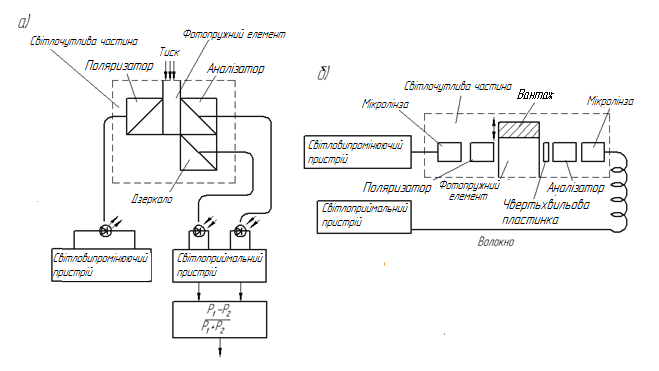 а)
Світлочутлива частина
Фотопружний елемент
Тиск
Поляризатор
Аналізатор
Дзеркало
Світловипромінюючий
пристрій
Світлоприймальний
пристрій
P₁-P₂
P₁+P₂
б)
Світлочутлива частина
Вантаж
Мікролінза
Мікролінза
Світловипромінюючий
пристрій
Поляризатор
Фотопружний
елемент
Аналізатор
Чвертьхвильова
пластинка
Світлоприймальний
пристрій
Волокно